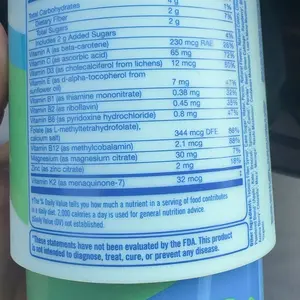 Total Carbohydrates 4 g 1%
Dietary Fiber 2 g 7%
Total Sugars 2 g
Includes 2 g Added Sugars 4%
Vitamin A (as beta-carotene) 230 mcg RAE
Vitamin C (as ascorbic acid) 65 mg 72%
Vitamin D3 (as cholecalciferol from lichens) 12 mcg
Vitamin E (as d-alpha-tocopherol from
sunflower oil) 7 mg 47%
Vitamin B1 (as thiamine mononitrate) 0.38 mg
Vitamin B2 (as riboflavin) 0.45 mg
Vitamin B6 (as pyridoxine hydrochloride) 0.8 mg 47%
Folate (as L-methyltetrahydrofolate,
calcium salt) 344 mcg DFE 86%
Vitamin B12 (as methylcobalamin) 2.1 mcg 88%
Magnesium (as magnesium citrate) 30 mg 7%
Zinc (as zinc citrate) 2 mg 18%
Vitamin K2 (as menaquinone-7) 32 mcg
*The % Daily Value tells you how much a nutrient in a serving of food contributes
to a daily diet. 2,000 calories a day is used for general nutrition advice.
†Daily Value (DV) not established.
*These statements have not been evaluated by the FDA. This product
is not intended to diagnose, treat, cure, or prevent any disease.